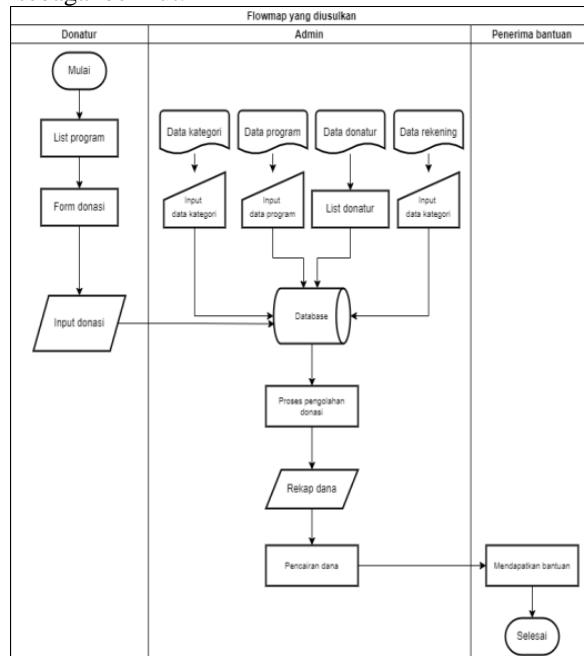 Flowmap yang diusulkan
Donatur
Admin
Penerima bantuan
Mulai
List program
Form donasi
Input donasi
Data kategori
Data program
Data donatur
Data rekening
Input
data kategori
Input
data program
List donatur
Input
data kategori
Database
Proses pengolahan
donasi
Rekap dana
Pencairan dana
Mendapatkan bantuan
Selesai